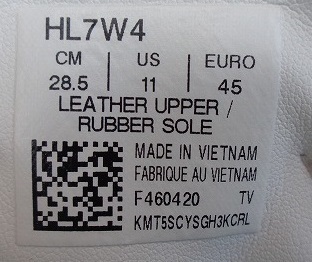 HL7W4
CM US EURO
28.5 11 45
LEATHER UPPER /
RUBBER SOLE
MADE IN VIETNAM
FABRIQUE AU VIETNAM
F460420 TV
KMT5SCYSGH3KCRL